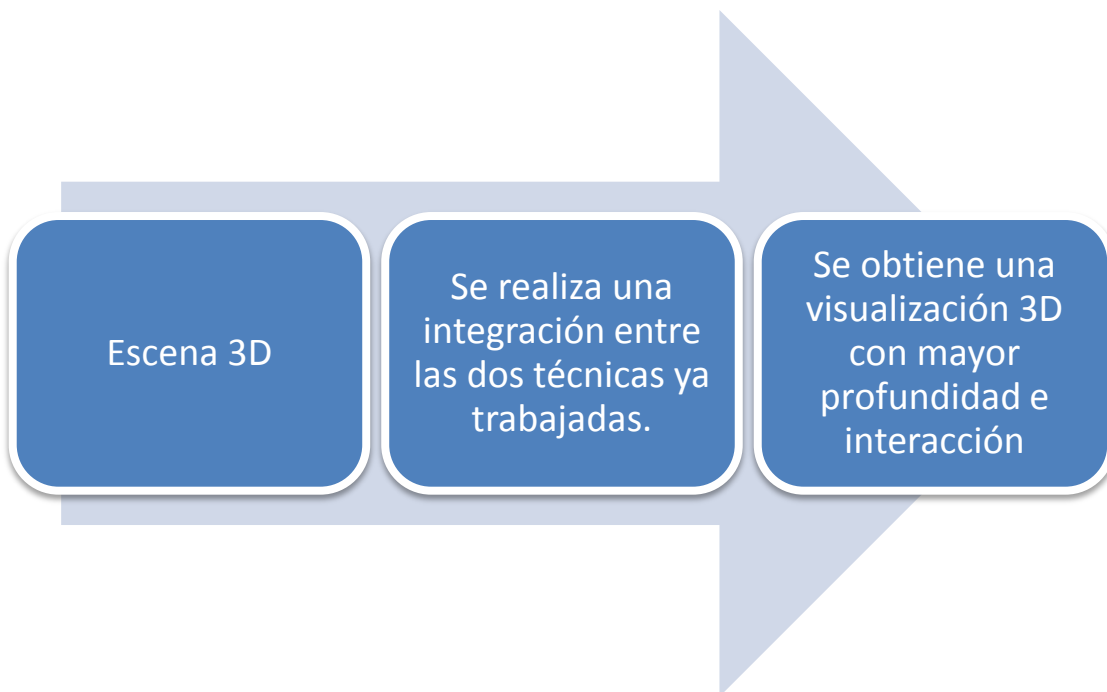 Escena 3D
Se realiza una
integración entre
las dos técnicas ya
trabajadas.
Se obtiene una
visualización 3D
con mayor
profundidad e
interacción